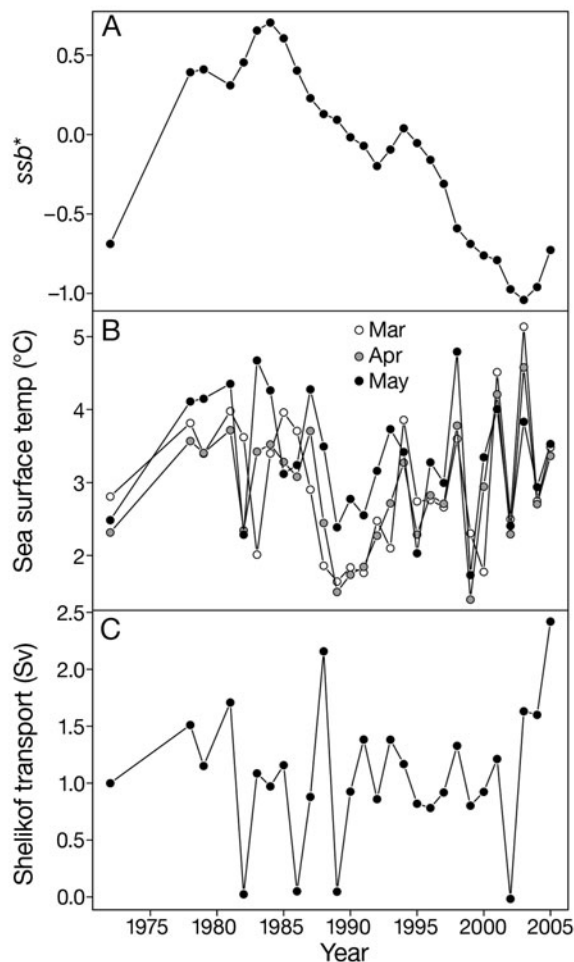 A
0.5
0.0
−0.5
−1.0
ssb*
B
Mar
Apr
May
5
4
3
2
Sea surface temp (°C)
C
2.5
2.0
1.5
1.0
0.5
0.0
Shelikof transport (Sv)
1975 1980 1985 1990 1995 2000 2005
Year